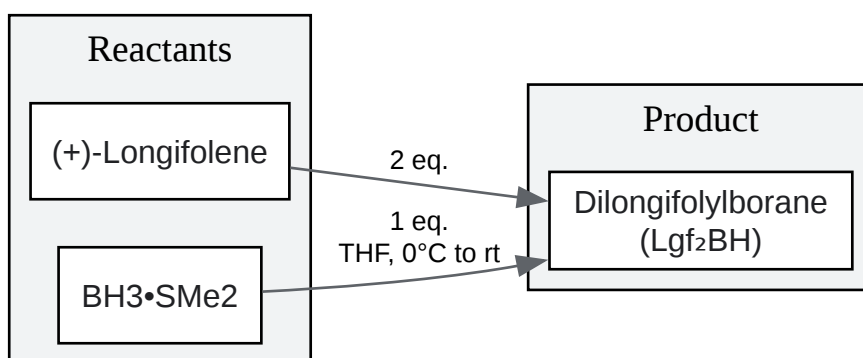 Reactants
(+)-Longifolene
BH3•SMe2
2 eq.
1 eq.
THF, 0°C to rt
Product
Dilongifolylborane
(Lgf₂BH)